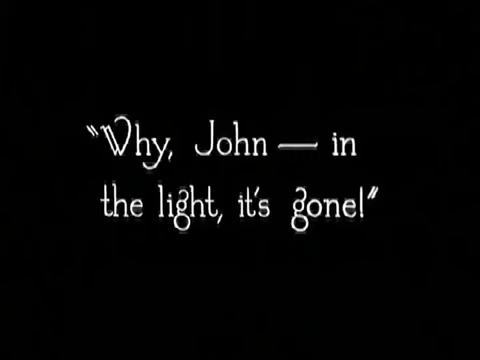 "Why, John — in
the light, it's gone!"